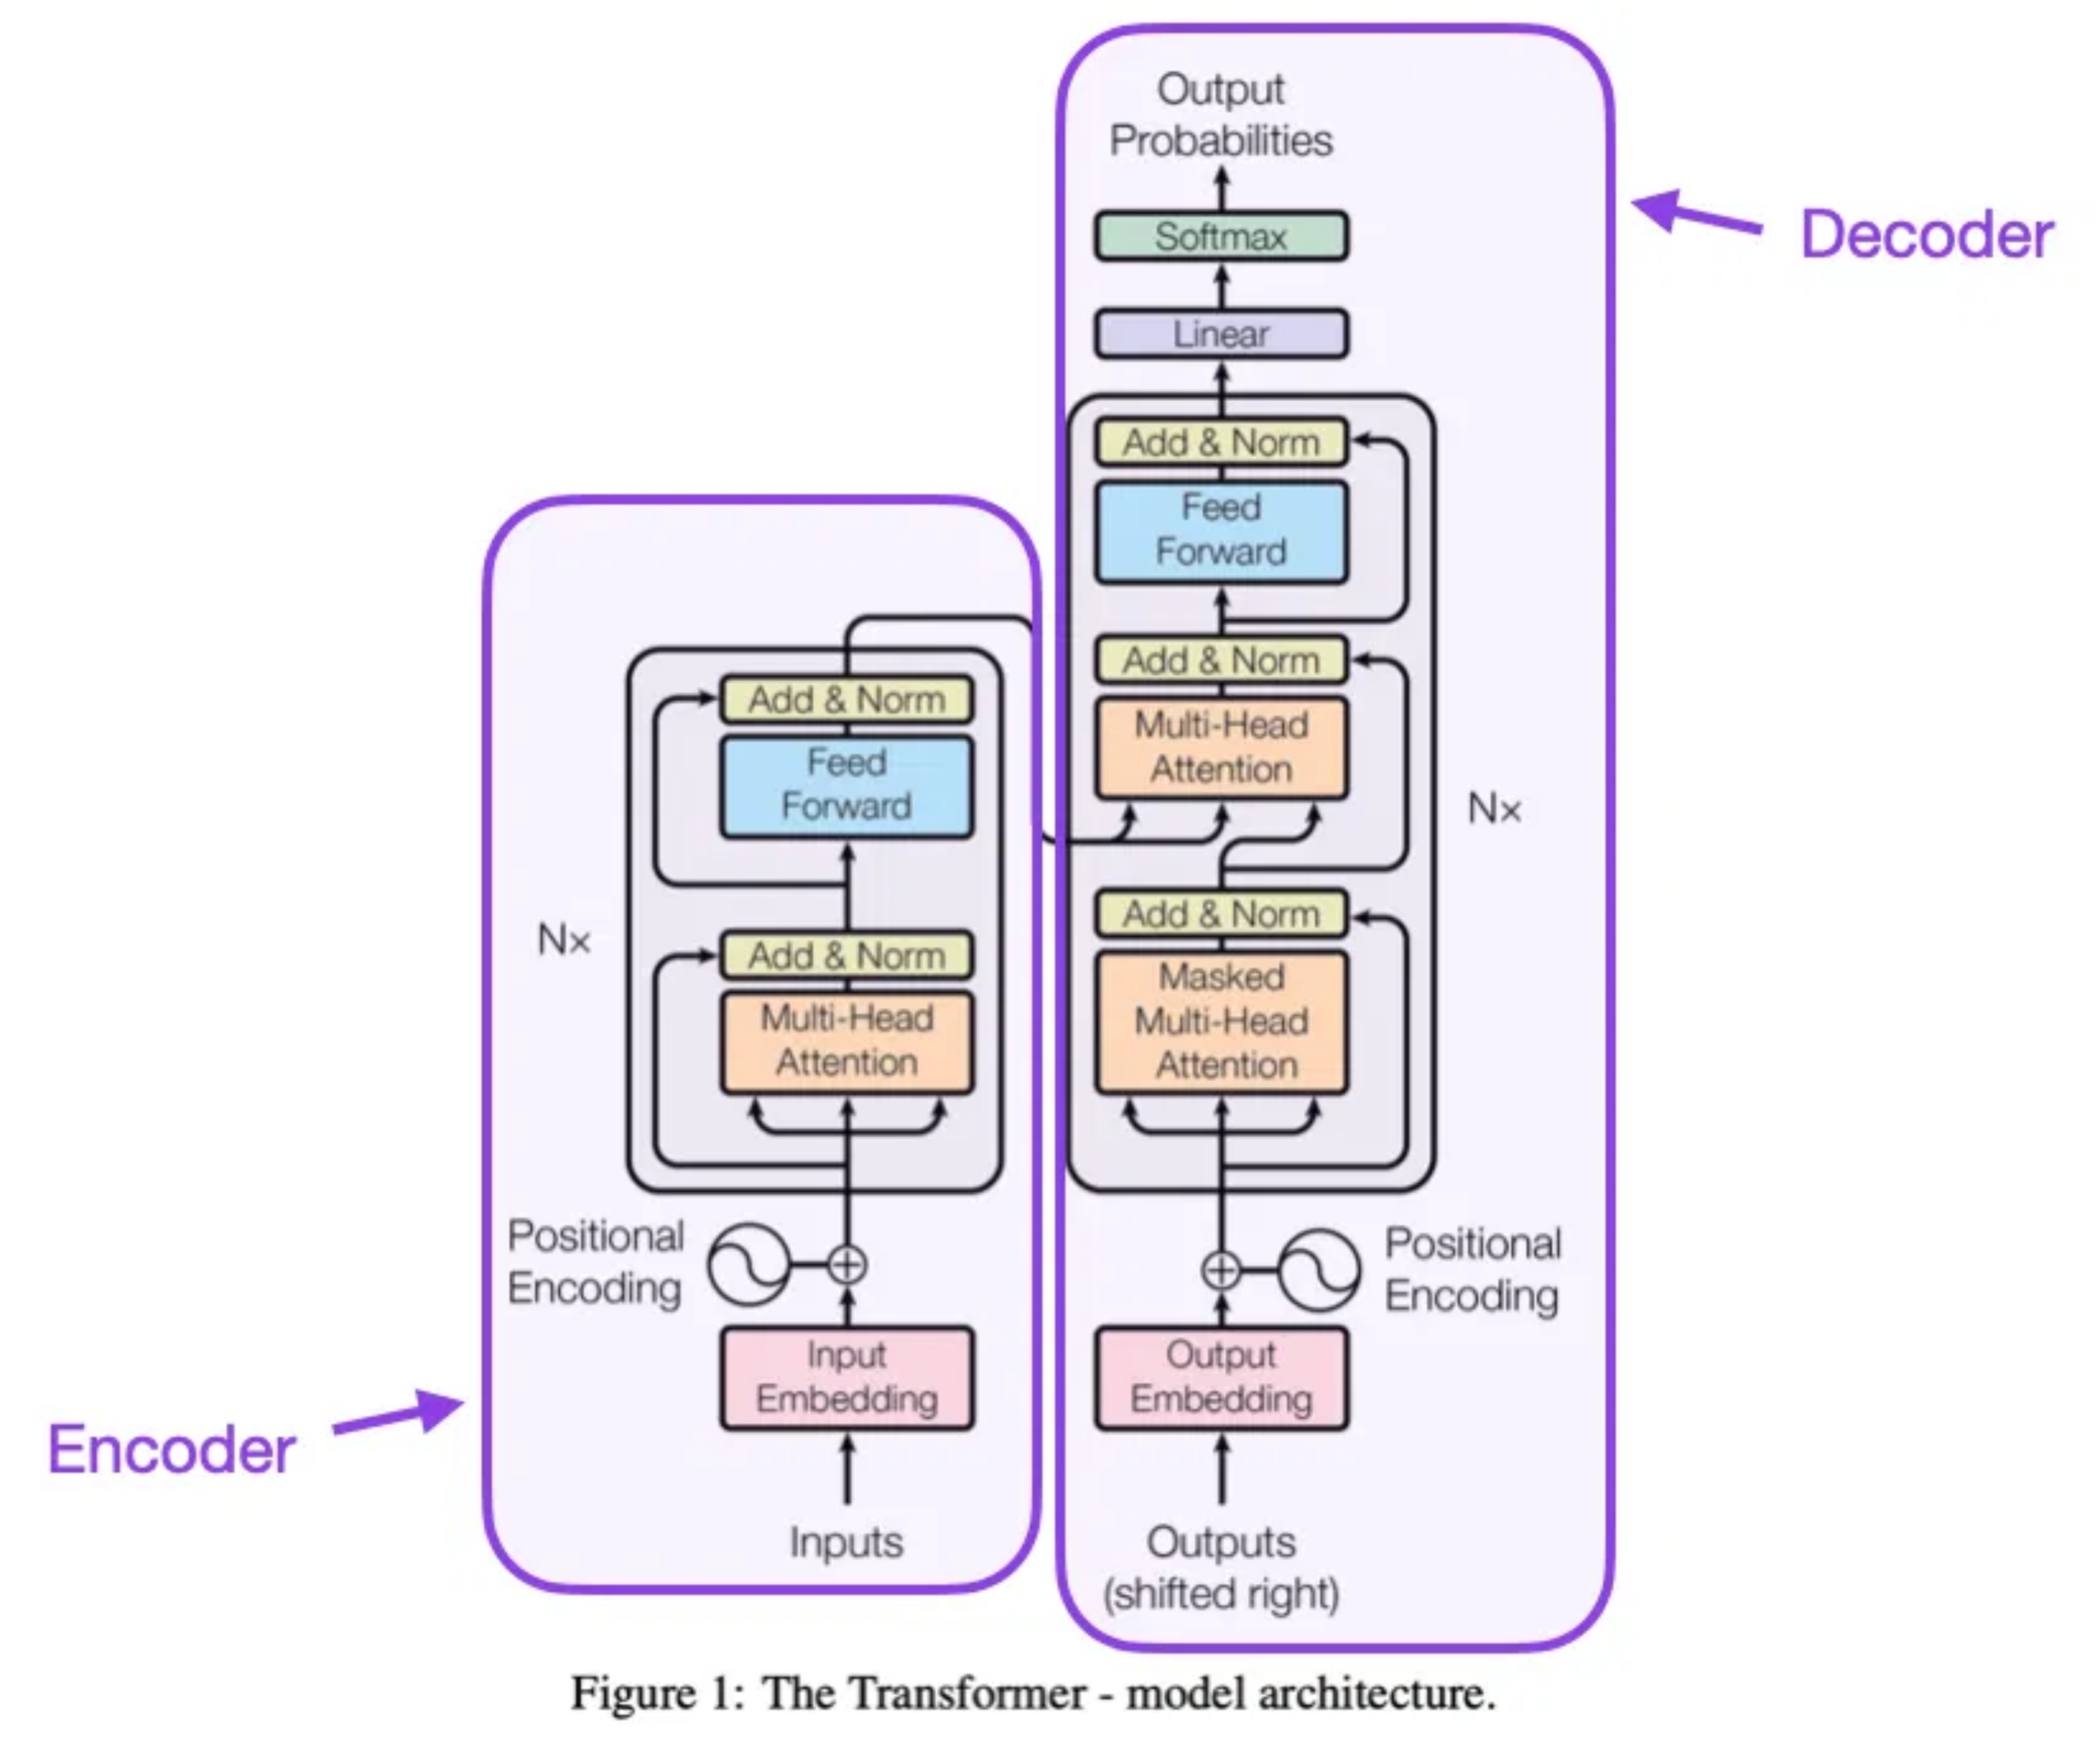 Output
Probabilities
Softmax
Linear
Add & Norm
Feed
Forward
Add & Norm
Multi-Head
Attention
Nx
Add & Norm
Masked
Multi-Head
Attention
Positional
Encoding
Output
Embedding
Outputs
(shifted right)
Decoder
Add & Norm
Feed
Forward
Nx
Add & Norm
Multi-Head
Attention
Positional
Encoding
Input
Embedding
Inputs
Encoder
Figure 1: The Transformer - model architecture.